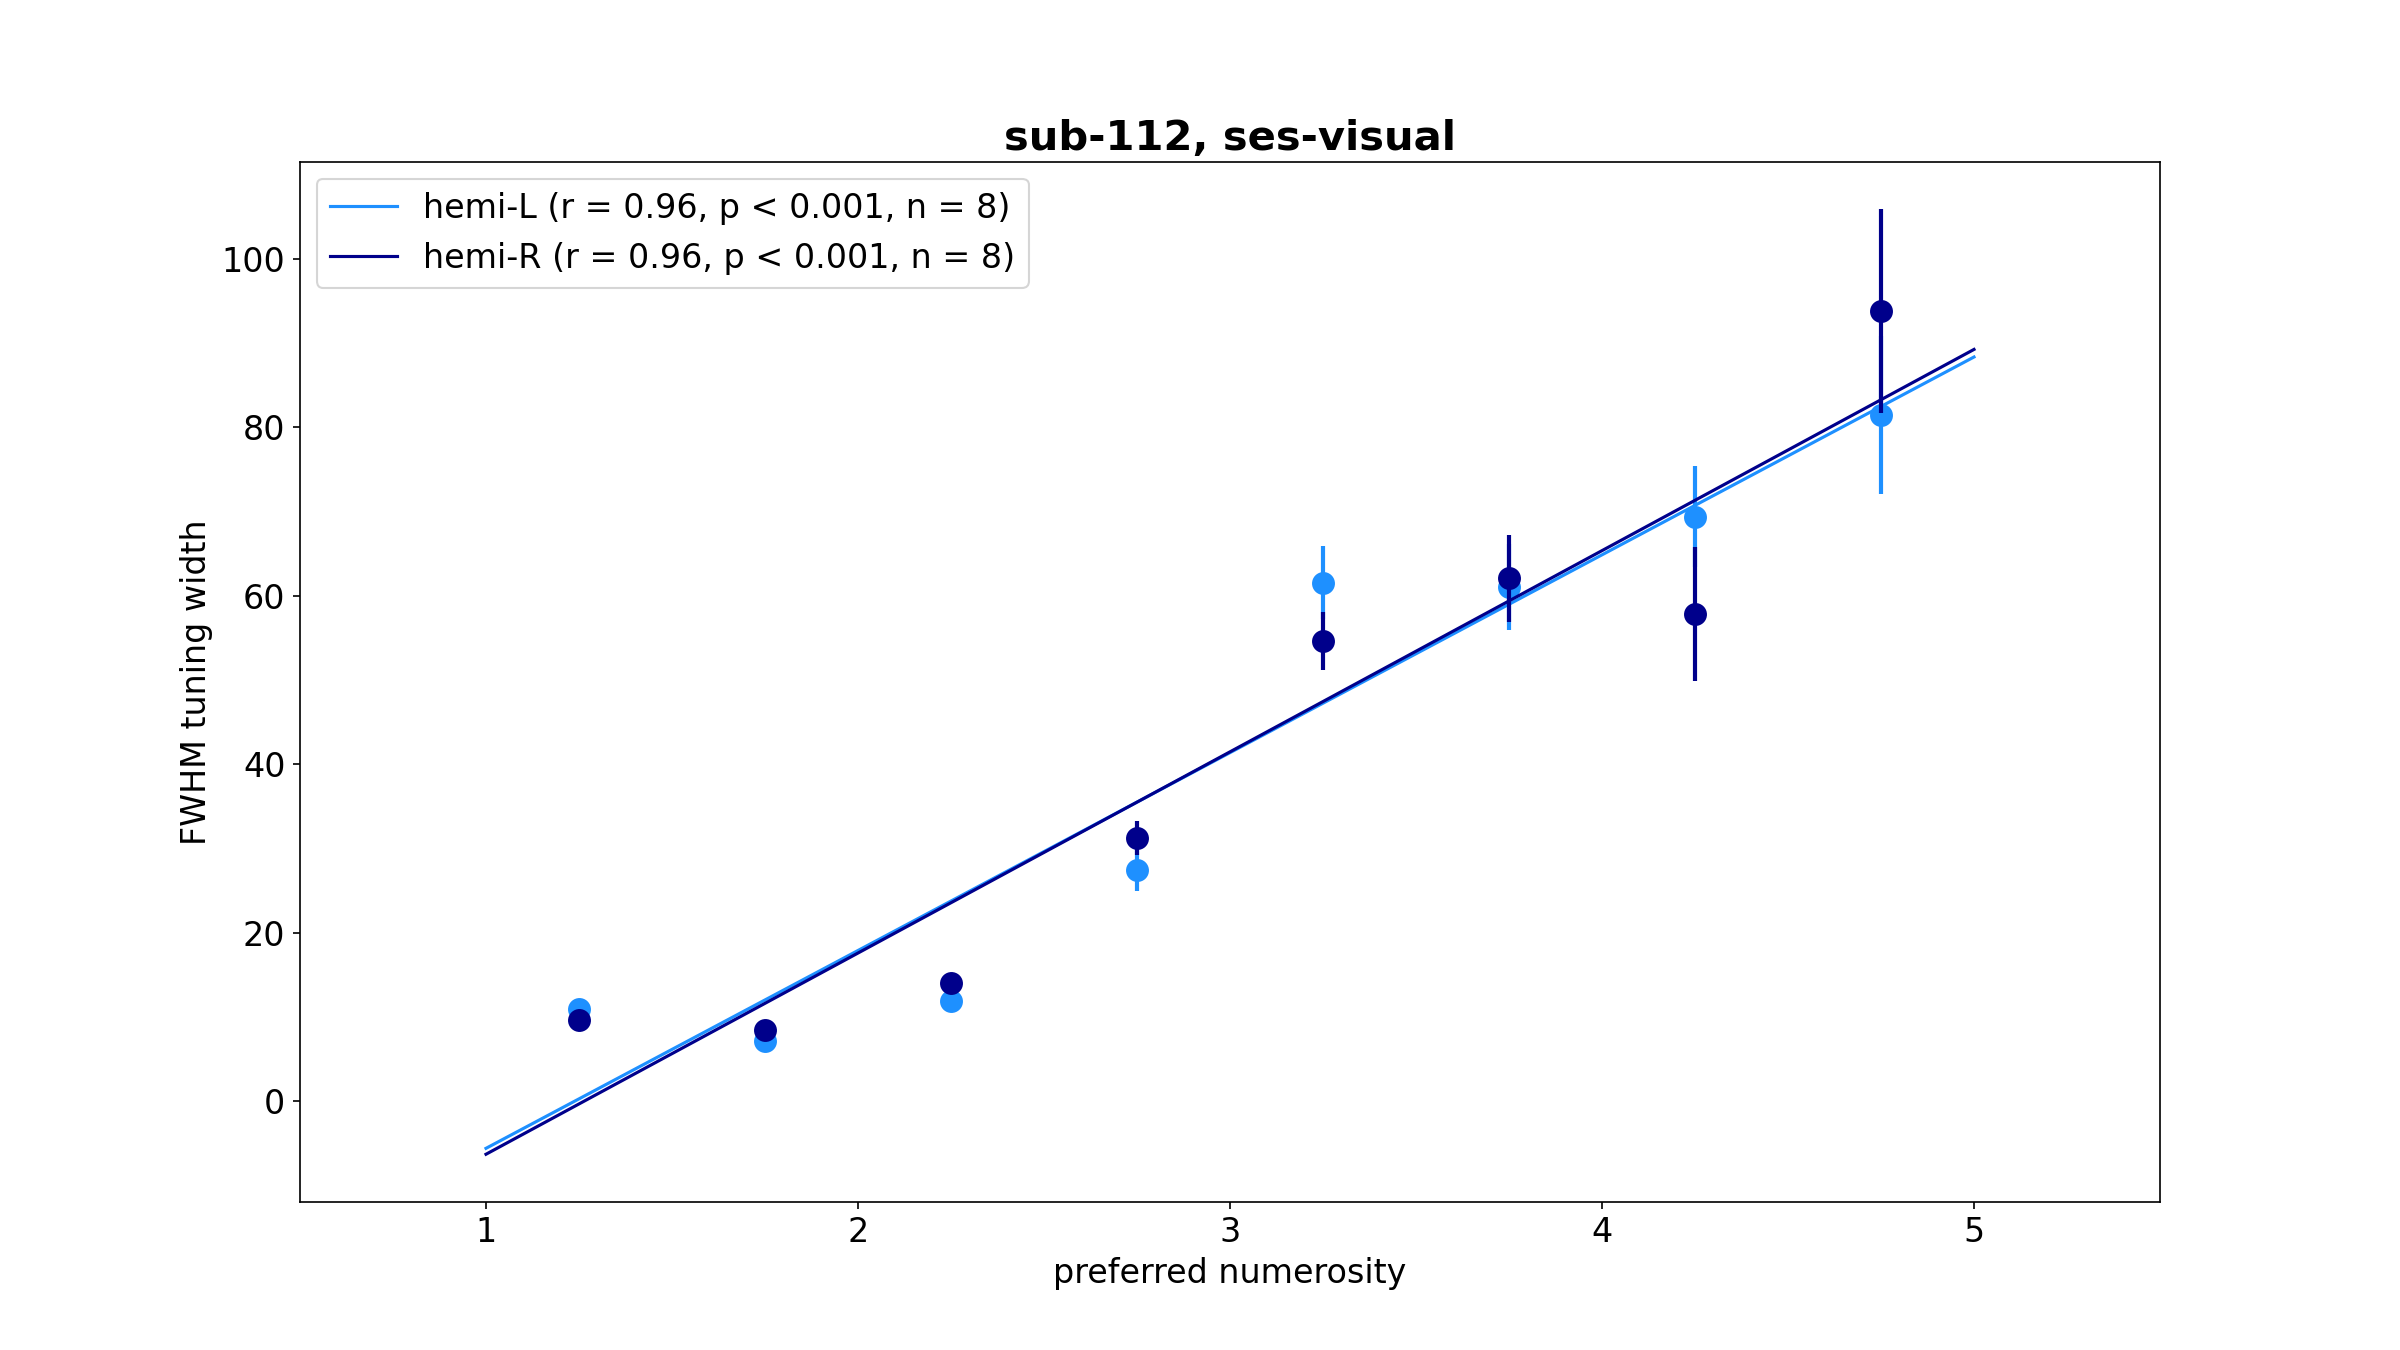 sub-112, ses-visual
hemi-L (r = 0.96, p < 0.001, n = 8)
hemi-R (r = 0.96, p < 0.001, n = 8)
100
80
60
40
20
0
FWHM tuning width
1 2 3 4 5
preferred numerosity